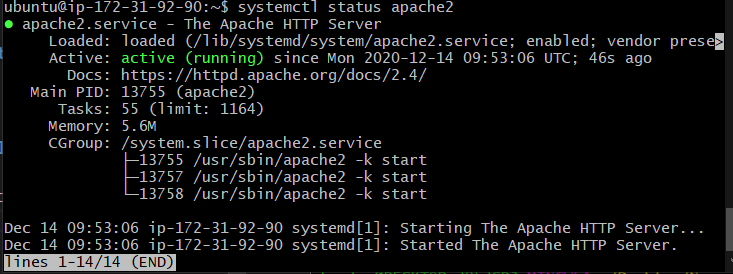 ubuntu@ip-172-31-92-90:~$ systemctl status apache2
● apache2.service - The Apache HTTP Server
     Loaded: loaded (/lib/systemd/system/apache2.service; enabled; vendor prese>
     Active: active (running) since Mon 2020-12-14 09:53:06 UTC; 46s ago
       Docs: https://httpd.apache.org/docs/2.4/
   Main PID: 13755 (apache2)
      Tasks: 55 (limit: 1164)
     Memory: 5.6M
     CGroup: /system.slice/apache2.service
             ├─13755 /usr/sbin/apache2 -k start
             ├─13757 /usr/sbin/apache2 -k start
             └─13758 /usr/sbin/apache2 -k start

Dec 14 09:53:06 ip-172-31-92-90 systemd[1]: Starting The Apache HTTP Server...
Dec 14 09:53:06 ip-172-31-92-90 systemd[1]: Started The Apache HTTP Server.
lines 1-14/14 (END)